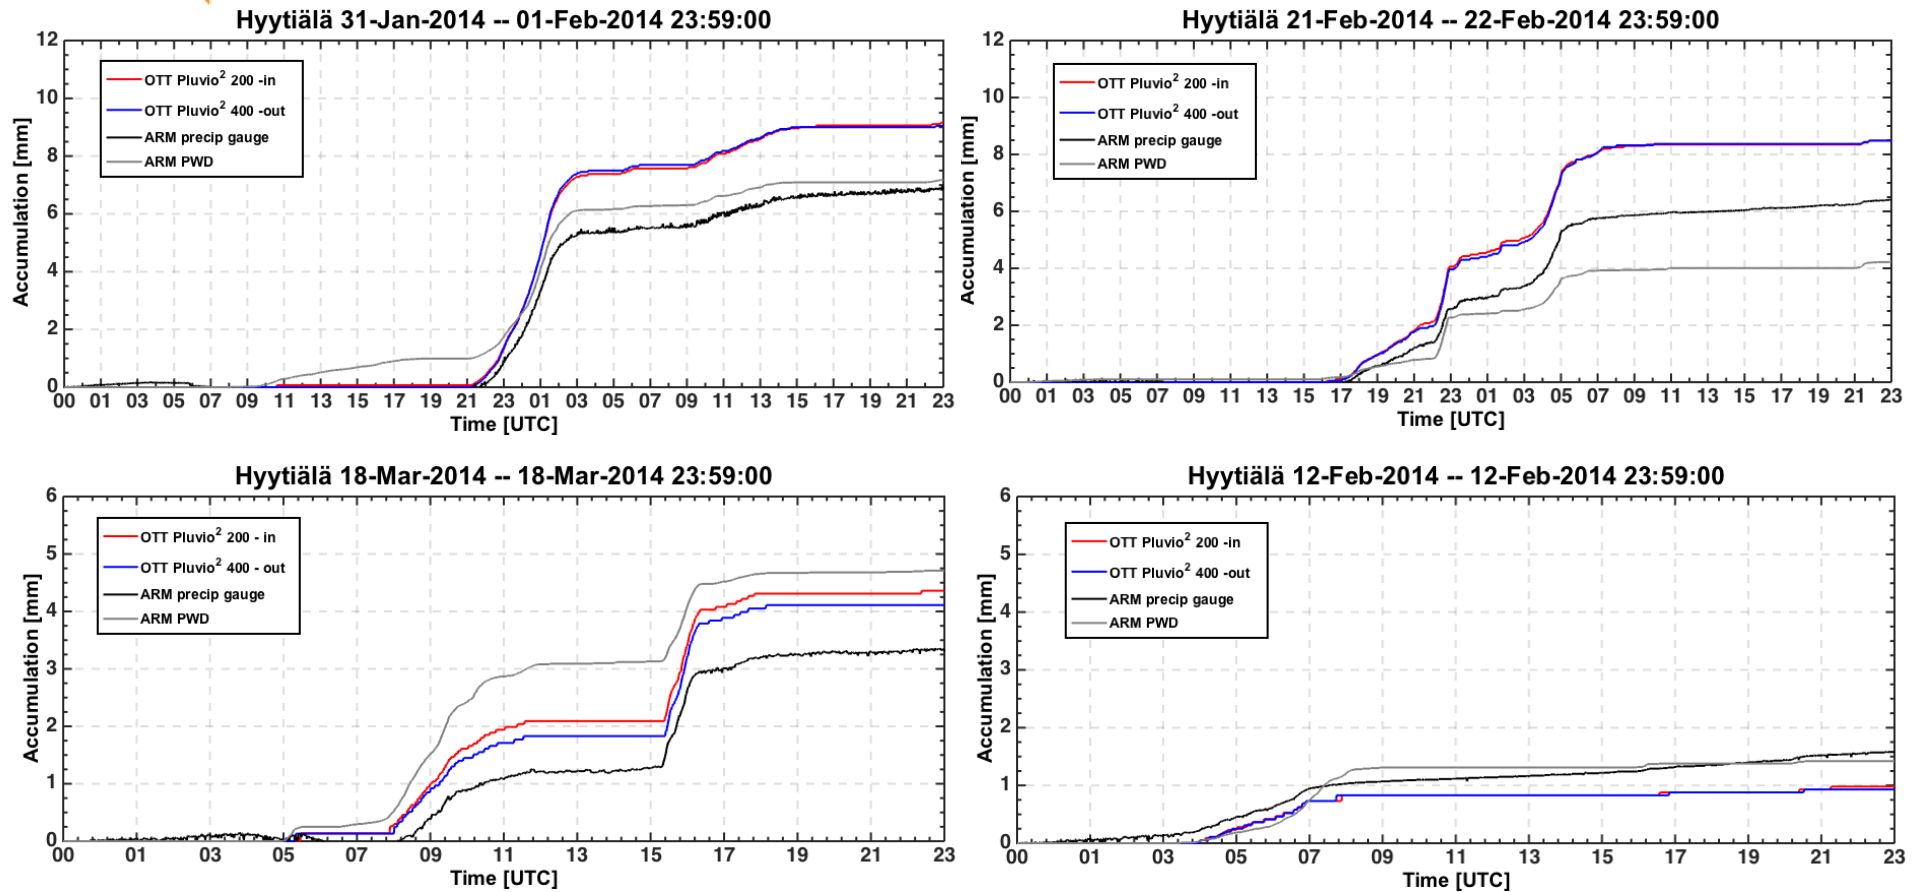 Hyytiälä 31-Jan-2014 -- 01-Feb-2014 23:59:00
12
10
8
6
4
2
0
Accumulation [mm]
OTT Pluvio² 200 -in
OTT Pluvio² 400 -out
ARM precip gauge
ARM PWD
00 01 03 05 07 09 11 13 15 17 19 21 23 01 03 05 07 09 11 13 15 17 19 21 23
Time [UTC]
Hyytiälä 21-Feb-2014 -- 22-Feb-2014 23:59:00
12
10
8
6
4
2
0
Accumulation [mm]
OTT Pluvio² 200 -in
OTT Pluvio² 400 -out
ARM precip gauge
ARM PWD
00 01 03 05 07 09 11 13 15 17 19 21 23 01 03 05 07 09 11 13 15 17 19 21 23
Time [UTC]
Hyytiälä 18-Mar-2014 -- 18-Mar-2014 23:59:00
6
5
4
3
2
1
0
Accumulation [mm]
OTT Pluvio² 200 - in
OTT Pluvio² 400 - out
ARM precip gauge
ARM PWD
00 01 03 05 07 09 11 13 15 17 19 21 23
Time [UTC]
Hyytiälä 12-Feb-2014 -- 12-Feb-2014 23:59:00
6
5
4
3
2
1
0
Accumulation [mm]
OTT Pluvio² 200 -in
OTT Pluvio² 400 -out
ARM precip gauge
ARM PWD
00 01 03 05 07 09 11 13 15 17 19 21 23
Time [UTC]